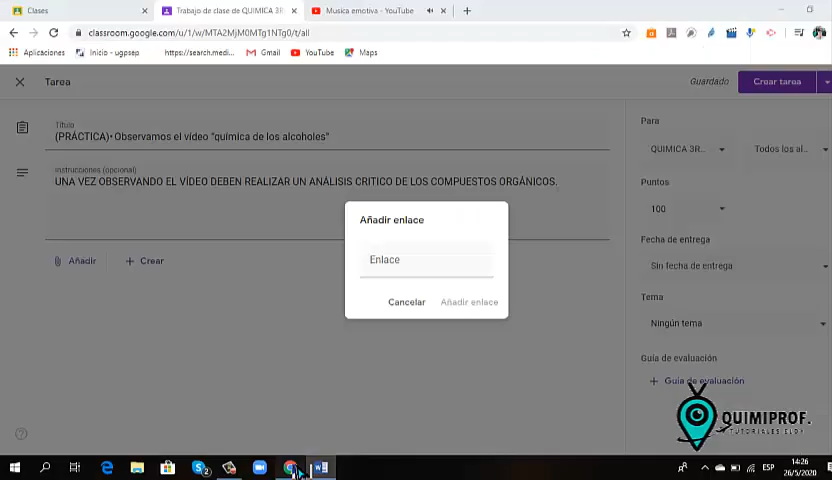 Clases
Trabajo de clase de QUIMICA 3R
Musica emotiva - YouTube
classroom.google.com/u/1/w/MTA2MjM0MTg1NTg0/t/all
Aplicaciones
Inicio - ugpsep
https://search.medi...
Gmail
YouTube
Maps
Tarea
Guardado
Crear tarea
Título
(PRÁCTICA)• Observamos el vídeo "química de los alcoholes"
Instrucciones (opcional)
UNA VEZ OBSERVANDO EL VÍDEO DEBEN REALIZAR UN ANÁLISIS CRITICO DE LOS COMPUESTOS ORGÁNICOS.
Añadir
Crear
Para
QUIMICA 3R...
Todos los al...
Puntos
100
Fecha de entrega
Sin fecha de entrega
Tema
Ningún tema
Guía de evaluación
Guía de evaluación
Añadir enlace
Enlace
Cancelar
Añadir enlace
QUIMIPROF.
TUTORIALES ELOY
ESP
14:26
26/5/2020